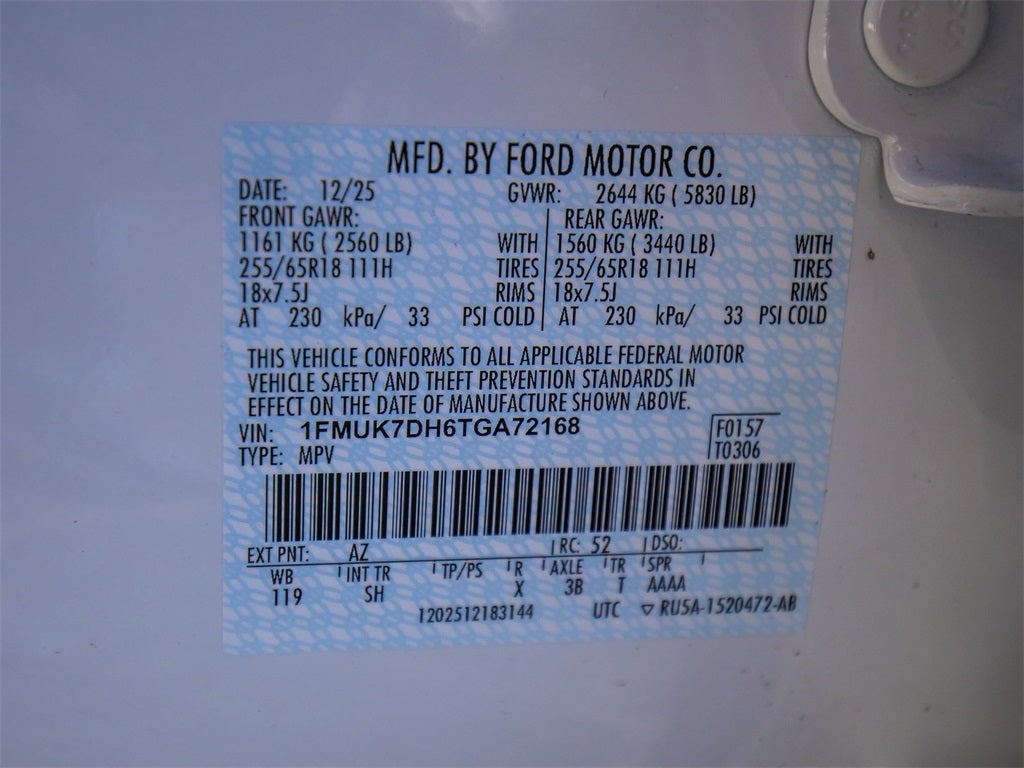 MFD. BY FORD MOTOR CO.
DATE: 12/25 GVWR: 2644 KG ( 5830 LB)
FRONT GAWR: REAR GAWR:
1161 KG ( 2560 LB) WITH 1560 KG ( 3440 LB) WITH
255/65R18 111H TIRES 255/65R18 111H TIRES
18x7.5J RIMS 18x7.5J RIMS
AT 230 kPa/ 33 PSI COLD AT 230 kPa/ 33 PSI COLD
THIS VEHICLE CONFORMS TO ALL APPLICABLE FEDERAL MOTOR
VEHICLE SAFETY AND THEFT PREVENTION STANDARDS IN
EFFECT ON THE DATE OF MANUFACTURE SHOWN ABOVE.
VIN: 1FMUK7DH6TGA72168 F0157
TYPE: MPV T0306
EXT PNT: AZ RC: 52 DSO:
WB INT TR TP/PS R AXLE TR SPR
119 SH X 3B T AAAA
1202512183144 UTC ▽ RU5A-1520472-AB